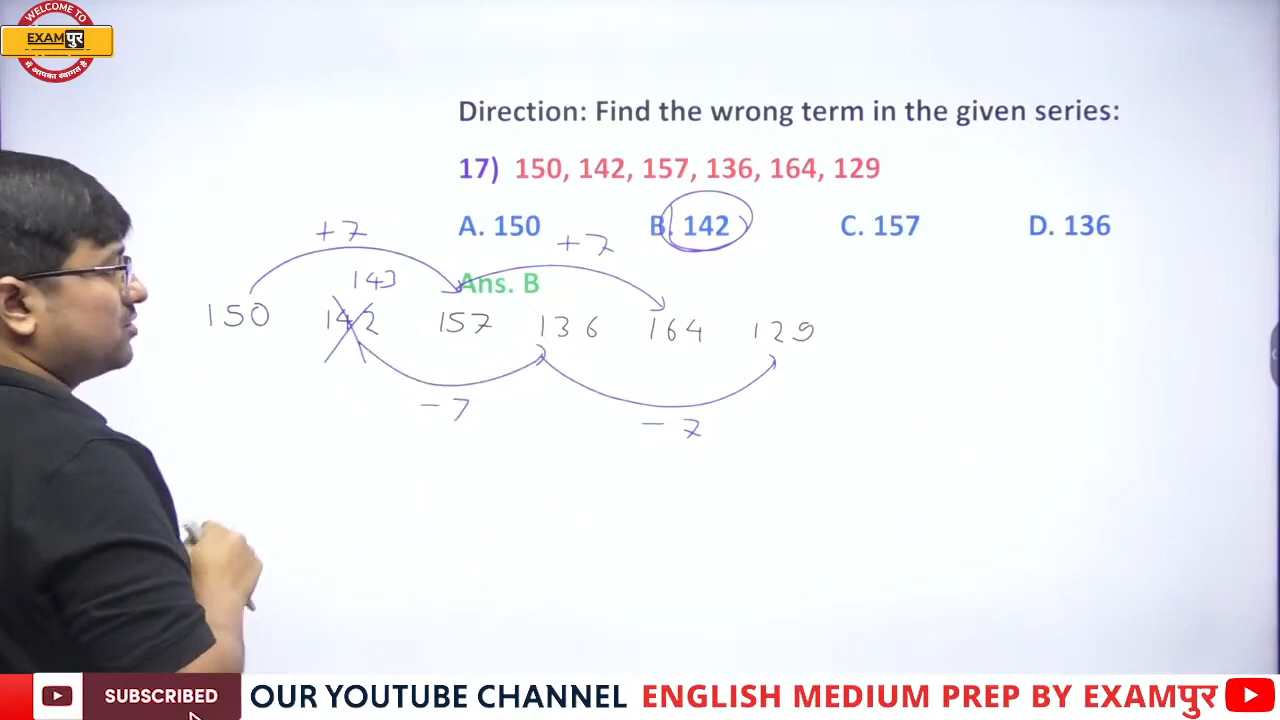 WELCOME TO
EXAMपुर
में आपका स्वागत है
Direction: Find the wrong term in the given series:
17) 150, 142, 157, 136, 164, 129
A. 150 B. 142 C. 157 D. 136
Ans. B
+7 +7
143
150 142 157 136 164 129
-7 -7
SUBSCRIBED OUR YOUTUBE CHANNEL ENGLISH MEDIUM PREP BY EXAMपुर